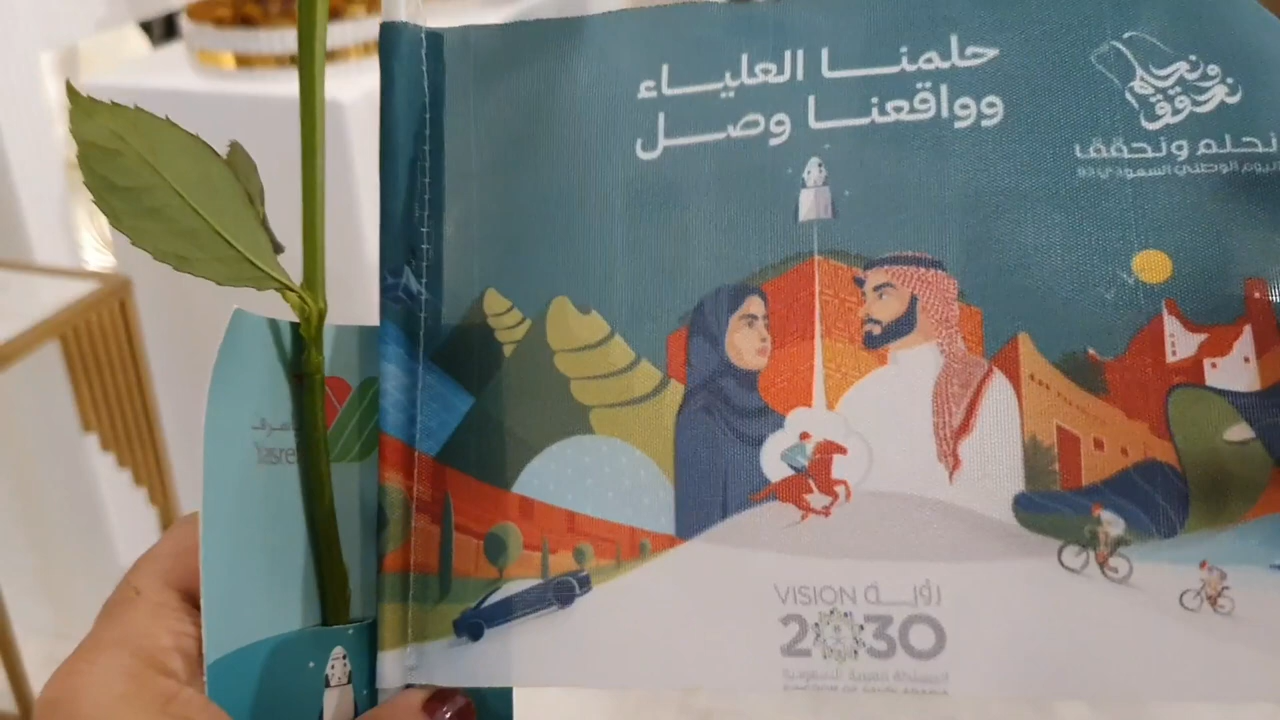 حلمنا العلياء
وواقعنا وصل
نحلم ونحقق
نحلم ونحقق
اليوم الوطني السعودي 93
VISION رؤيــة
2030
المملكة العربية السعودية
KINGDOM OF SAUDI ARABIA